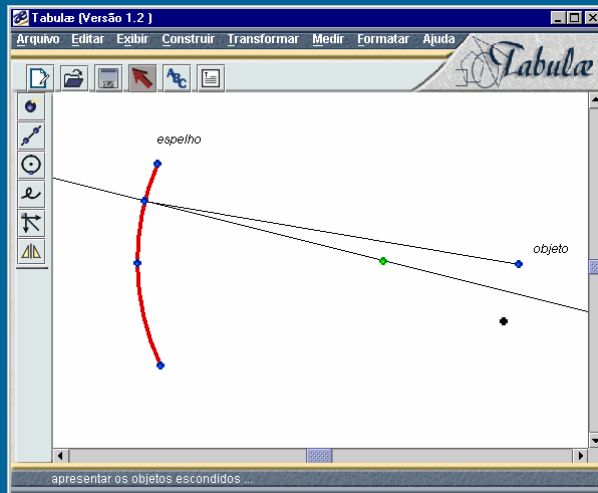 Tabulæ (Versão 1.2 )
Arquivo Editar Exibir Construir Transformar Medir Formatar Ajuda
Tabulæ
ABC
espelho
objeto
apresentar os objetos escondidos ...